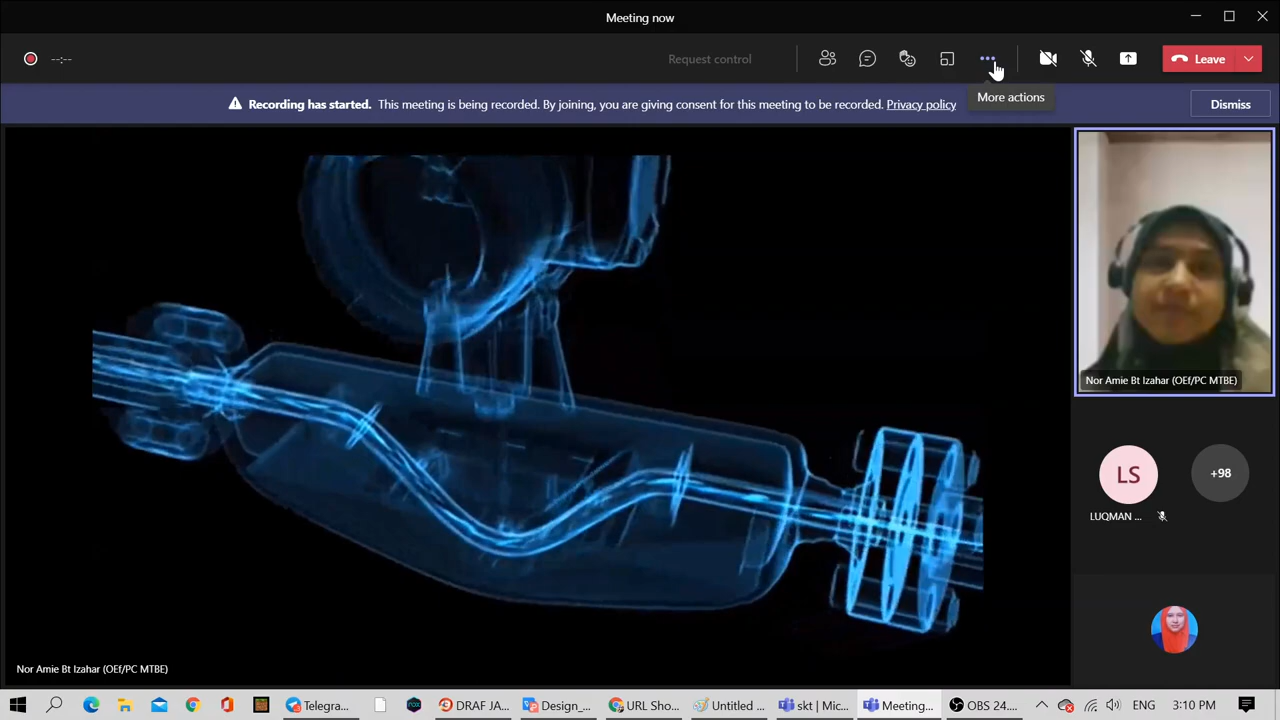 Meeting now
--:--
Request control
Leave
More actions
Recording has started. This meeting is being recorded. By joining, you are giving consent for this meeting to be recorded. Privacy policy
Dismiss
Nor Amie Bt Izahar (OEf/PC MTBE)
LS
+98
LUQMAN ...
Nor Amie Bt Izahar (OEf/PC MTBE)
Telegra...
DRAF JA...
Design_...
URL Sho...
Untitled ...
skt | Mic...
Meeting...
OBS 24....
ENG
3:10 PM